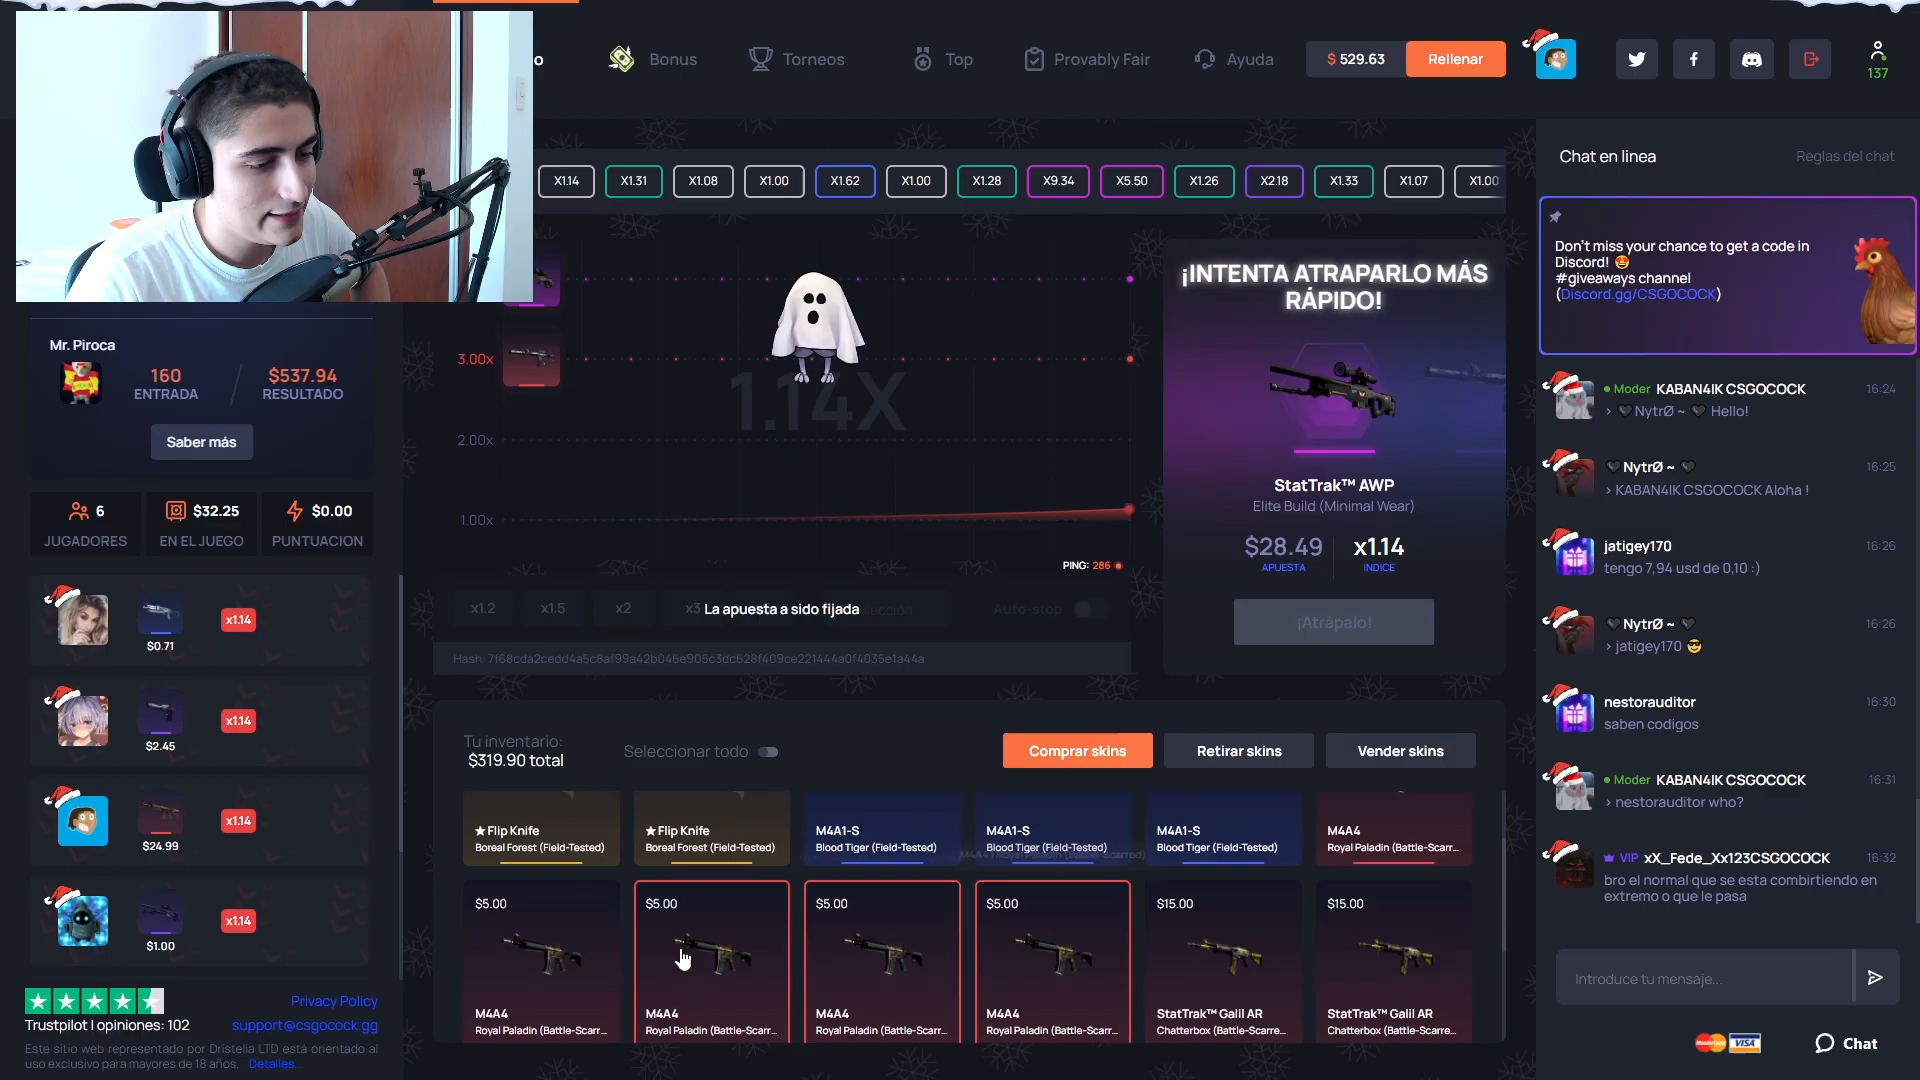 o
Bonus
Torneos
Top
Provably Fair
Ayuda
$ 529.63
Rellenar
137
X1.14
X1.31
X1.08
X1.00
X1.62
X1.00
X1.28
X9.34
X5.50
X1.26
X2.18
X1.33
X1.07
X1.00
Mr. Piroca
160
ENTRADA
$537.94
RESULTADO
Saber más
6
JUGADORES
$32.25
EN EL JUEGO
$0.00
PUNTUACION
x1.14
$0.71
x1.14
$2.45
x1.14
$24.99
x1.14
$1.00
Trustpilot | opiniones: 102
Privacy Policy
support@csgocock.gg
Este sitio web representado por Dristelia LTD está orientado al
uso exclusivo para mayores de 18 años. Detalles...
3.00x
2.00x
1.00x
1.14X
PING: 286
x1.2
x1.5
x2
x3
La apuesta a sido fijada
Auto-stop
Hash: 7f68cda2cedd4a5c8af99a42b046e905c3dc628f409ce221444a0f4035e1a44a
¡INTENTA ATRAPARLO MÁS
RÁPIDO!
StatTrak™ AWP
Elite Build (Minimal Wear)
$28.49
APUESTA
x1.14
INDICE
¡Atrápalo!
Tu inventario:
$319.90 total
Seleccionar todo
Comprar skins
Retirar skins
Vender skins
★ Flip Knife
Boreal Forest (Field-Tested)
★ Flip Knife
Boreal Forest (Field-Tested)
M4A1-S
Blood Tiger (Field-Tested)
M4A1-S
Blood Tiger (Field-Tested)
M4A1-S
Blood Tiger (Field-Tested)
M4A4
Royal Paladin (Battle-Scarr...
M4A4 | Royal Paladin (Battle-Scarred)
$5.00
M4A4
Royal Paladin (Battle-Scarr...
$5.00
M4A4
Royal Paladin (Battle-Scarr...
$5.00
M4A4
Royal Paladin (Battle-Scarr...
$5.00
M4A4
Royal Paladin (Battle-Scarr...
$15.00
StatTrak™ Galil AR
Chatterbox (Battle-Scarre...
$15.00
StatTrak™ Galil AR
Chatterbox (Battle-Scarre...
Chat en linea
Reglas del chat
Don't miss your chance to get a code in
Discord! 😍
#giveaways channel
(Discord.gg/CSGOCOCK)
Moder KABAN4IK CSGOCOCK 16:24
› 🖤 NytrØ ~ 🖤 Hello!
🖤 NytrØ ~ 🖤 16:25
› KABAN4IK CSGOCOCK Aloha !
jatigey170 16:26
tengo 7,94 usd de 0,10 :)
🖤 NytrØ ~ 🖤 16:26
› jatigey170 😎
nestorauditor 16:30
saben codigos
Moder KABAN4IK CSGOCOCK 16:31
› nestorauditor who?
VIP xX_Fede_Xx123CSGOCOCK 16:32
bro el normal que se esta combirtiendo en
extremo o que le pasa
Introduce tu mensaje...
MasterCard
VISA
Chat